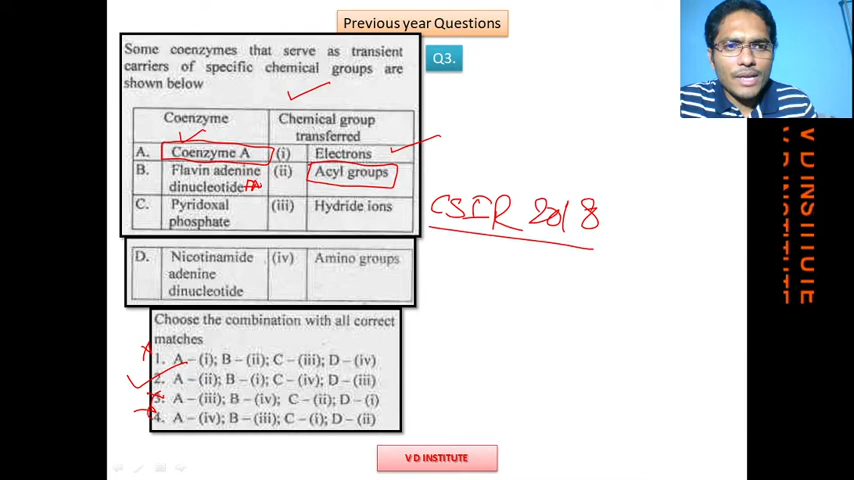 Previous year Questions
Q3.
Some coenzymes that serve as transient
carriers of specific chemical groups are
shown below
Coenzyme
Chemical group
transferred
A. Coenzyme A (i) Electrons
B. Flavin adenine (ii) Acyl groups
dinucleotide
C. Pyridoxal (iii) Hydride ions
phosphate
CSIR 2018
D. Nicotinamide (iv) Amino groups
adenine
dinucleotide
Choose the combination with all correct
matches
1. A – (i); B – (ii); C – (iii); D – (iv)
2. A – (ii); B – (i); C – (iv); D – (iii)
3. A – (iii); B – (iv); C – (ii); D – (i)
4. A – (iv); B – (iii); C – (i); D – (ii)
V D INSTITUTE
V D INSTITUTE